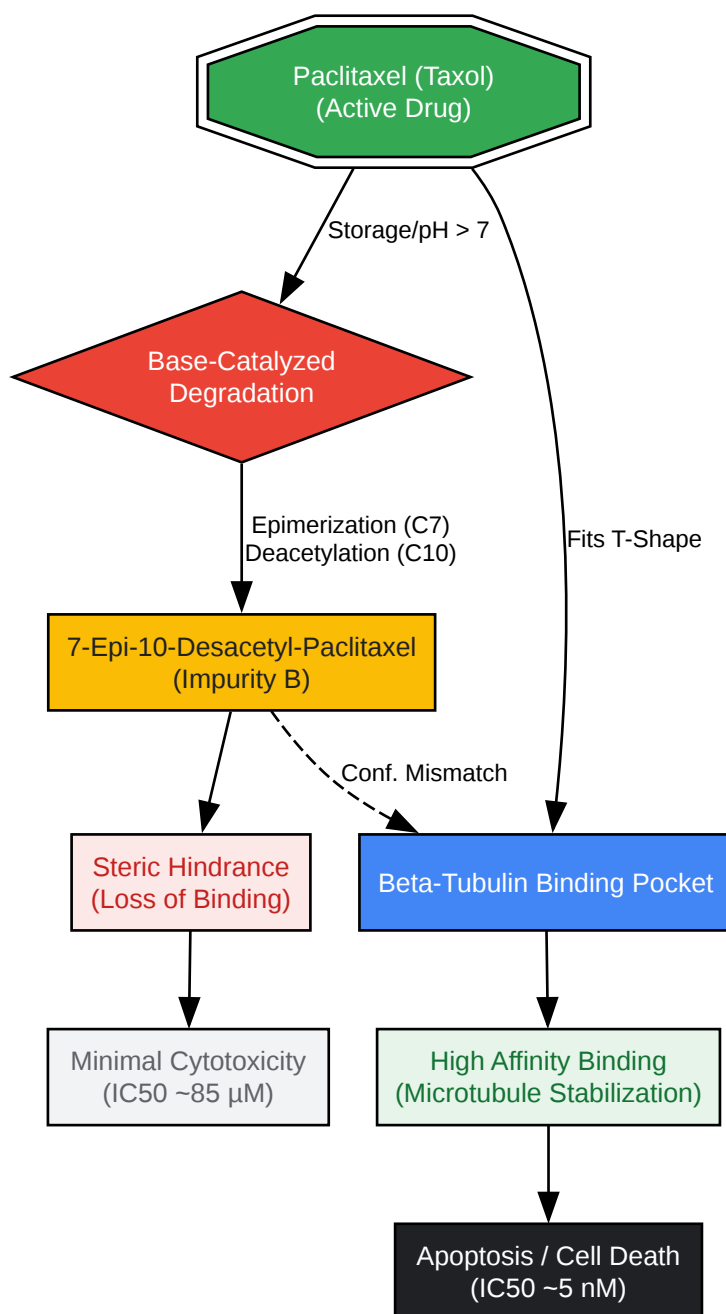 Paclitaxel (Taxol)
(Active Drug)
Storage/pH > 7
Base-Catalyzed
Degradation
Epimerization (C7)
Deacetylation (C10)
Fits T-Shape
7-Epi-10-Desacetyl-Paclitaxel
(Impurity B)
Conf. Mismatch
Steric Hindrance
(Loss of Binding)
Beta-Tubulin Binding Pocket
Minimal Cytotoxicity
(IC50 ~85 µM)
High Affinity Binding
(Microtubule Stabilization)
Apoptosis / Cell Death
(IC50 ~5 nM)